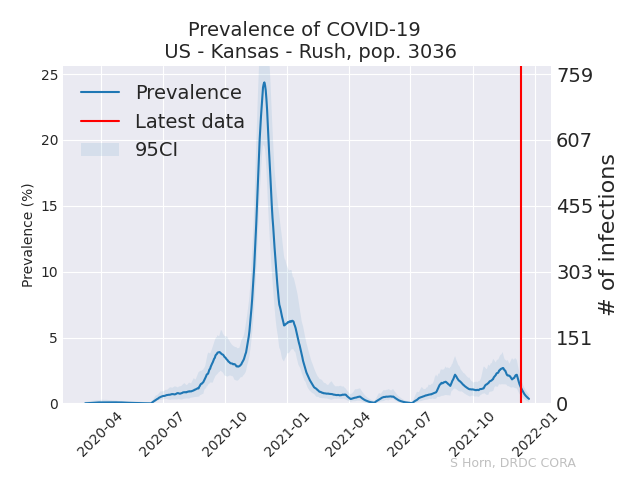 Prevalence of COVID-19
US - Kansas - Rush, pop. 3036
Prevalence
Latest data
95CI
Prevalence (%)
25
20
15
10
5
0
759
607
455
303
151
0
# of infections
2020-04
2020-07
2020-10
2021-01
2021-04
2021-07
2021-10
2022-01
S Horn, DRDC CORA